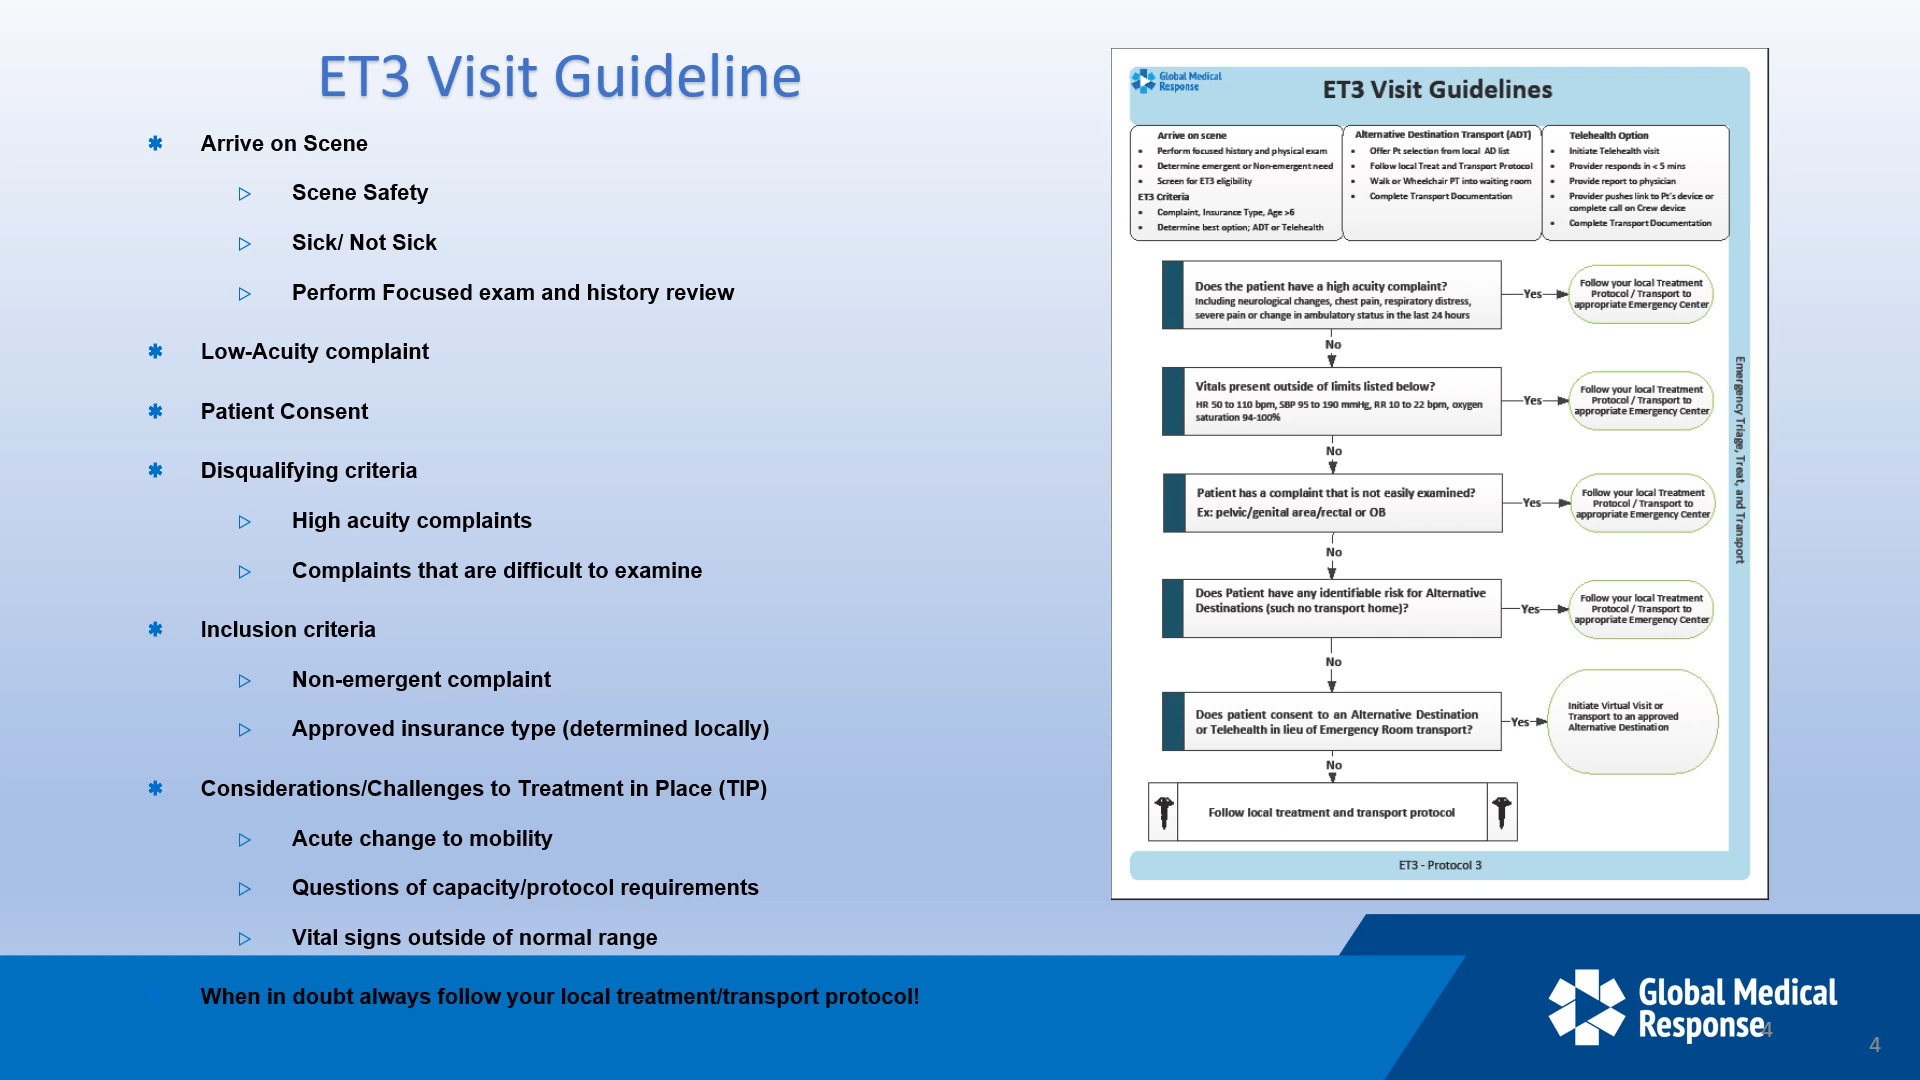 ET3 Visit Guideline
Arrive on Scene
Scene Safety
Sick/ Not Sick
Perform Focused exam and history review
Low-Acuity complaint
Patient Consent
Disqualifying criteria
High acuity complaints
Complaints that are difficult to examine
Inclusion criteria
Non-emergent complaint
Approved insurance type (determined locally)
Considerations/Challenges to Treatment in Place (TIP)
Acute change to mobility
Questions of capacity/protocol requirements
Vital signs outside of normal range
When in doubt always follow your local treatment/transport protocol!
Global Medical
Response
ET3 Visit Guidelines
Arrive on scene
Perform focused history and physical exam
Determine emergent or Non-emergent need
Screen for ET3 eligibility
ET3 Criteria
Complaint, Insurance Type, Age >6
Determine best option; ADT or Telehealth
Alternative Destination Transport (ADT)
Offer Pt selection from local AD list
Follow local Treat and Transport Protocol
Walk or Wheelchair PT into waiting room
Complete Transport Documentation
Telehealth Option
Initiate Telehealth visit
Provider responds in < 5 mins
Provide report to physician
Provider pushes link to Pt's device or
complete call on Crew device
Complete Transport Documentation
Does the patient have a high acuity complaint?
Including neurological changes, chest pain, respiratory distress,
severe pain or change in ambulatory status in the last 24 hours
Yes
Follow your local Treatment
Protocol / Transport to
appropriate Emergency Center
No
Vitals present outside of limits listed below?
HR 50 to 110 bpm, SBP 95 to 190 mmHg, RR 10 to 22 bpm, oxygen
saturation 94-100%
Yes
Follow your local Treatment
Protocol / Transport to
appropriate Emergency Center
No
Patient has a complaint that is not easily examined?
Ex: pelvic/genital area/rectal or OB
Yes
Follow your local Treatment
Protocol / Transport to
appropriate Emergency Center
No
Does Patient have any identifiable risk for Alternative
Destinations (such no transport home)?
Yes
Follow your local Treatment
Protocol / Transport to
appropriate Emergency Center
No
Does patient consent to an Alternative Destination
or Telehealth in lieu of Emergency Room transport?
Yes
Initiate Virtual Visit or
Transport to an approved
Alternative Destination
No
Follow local treatment and transport protocol
Emergency Triage, Treat, and Transport
ET3 - Protocol 3
Global Medical
Response
4
4